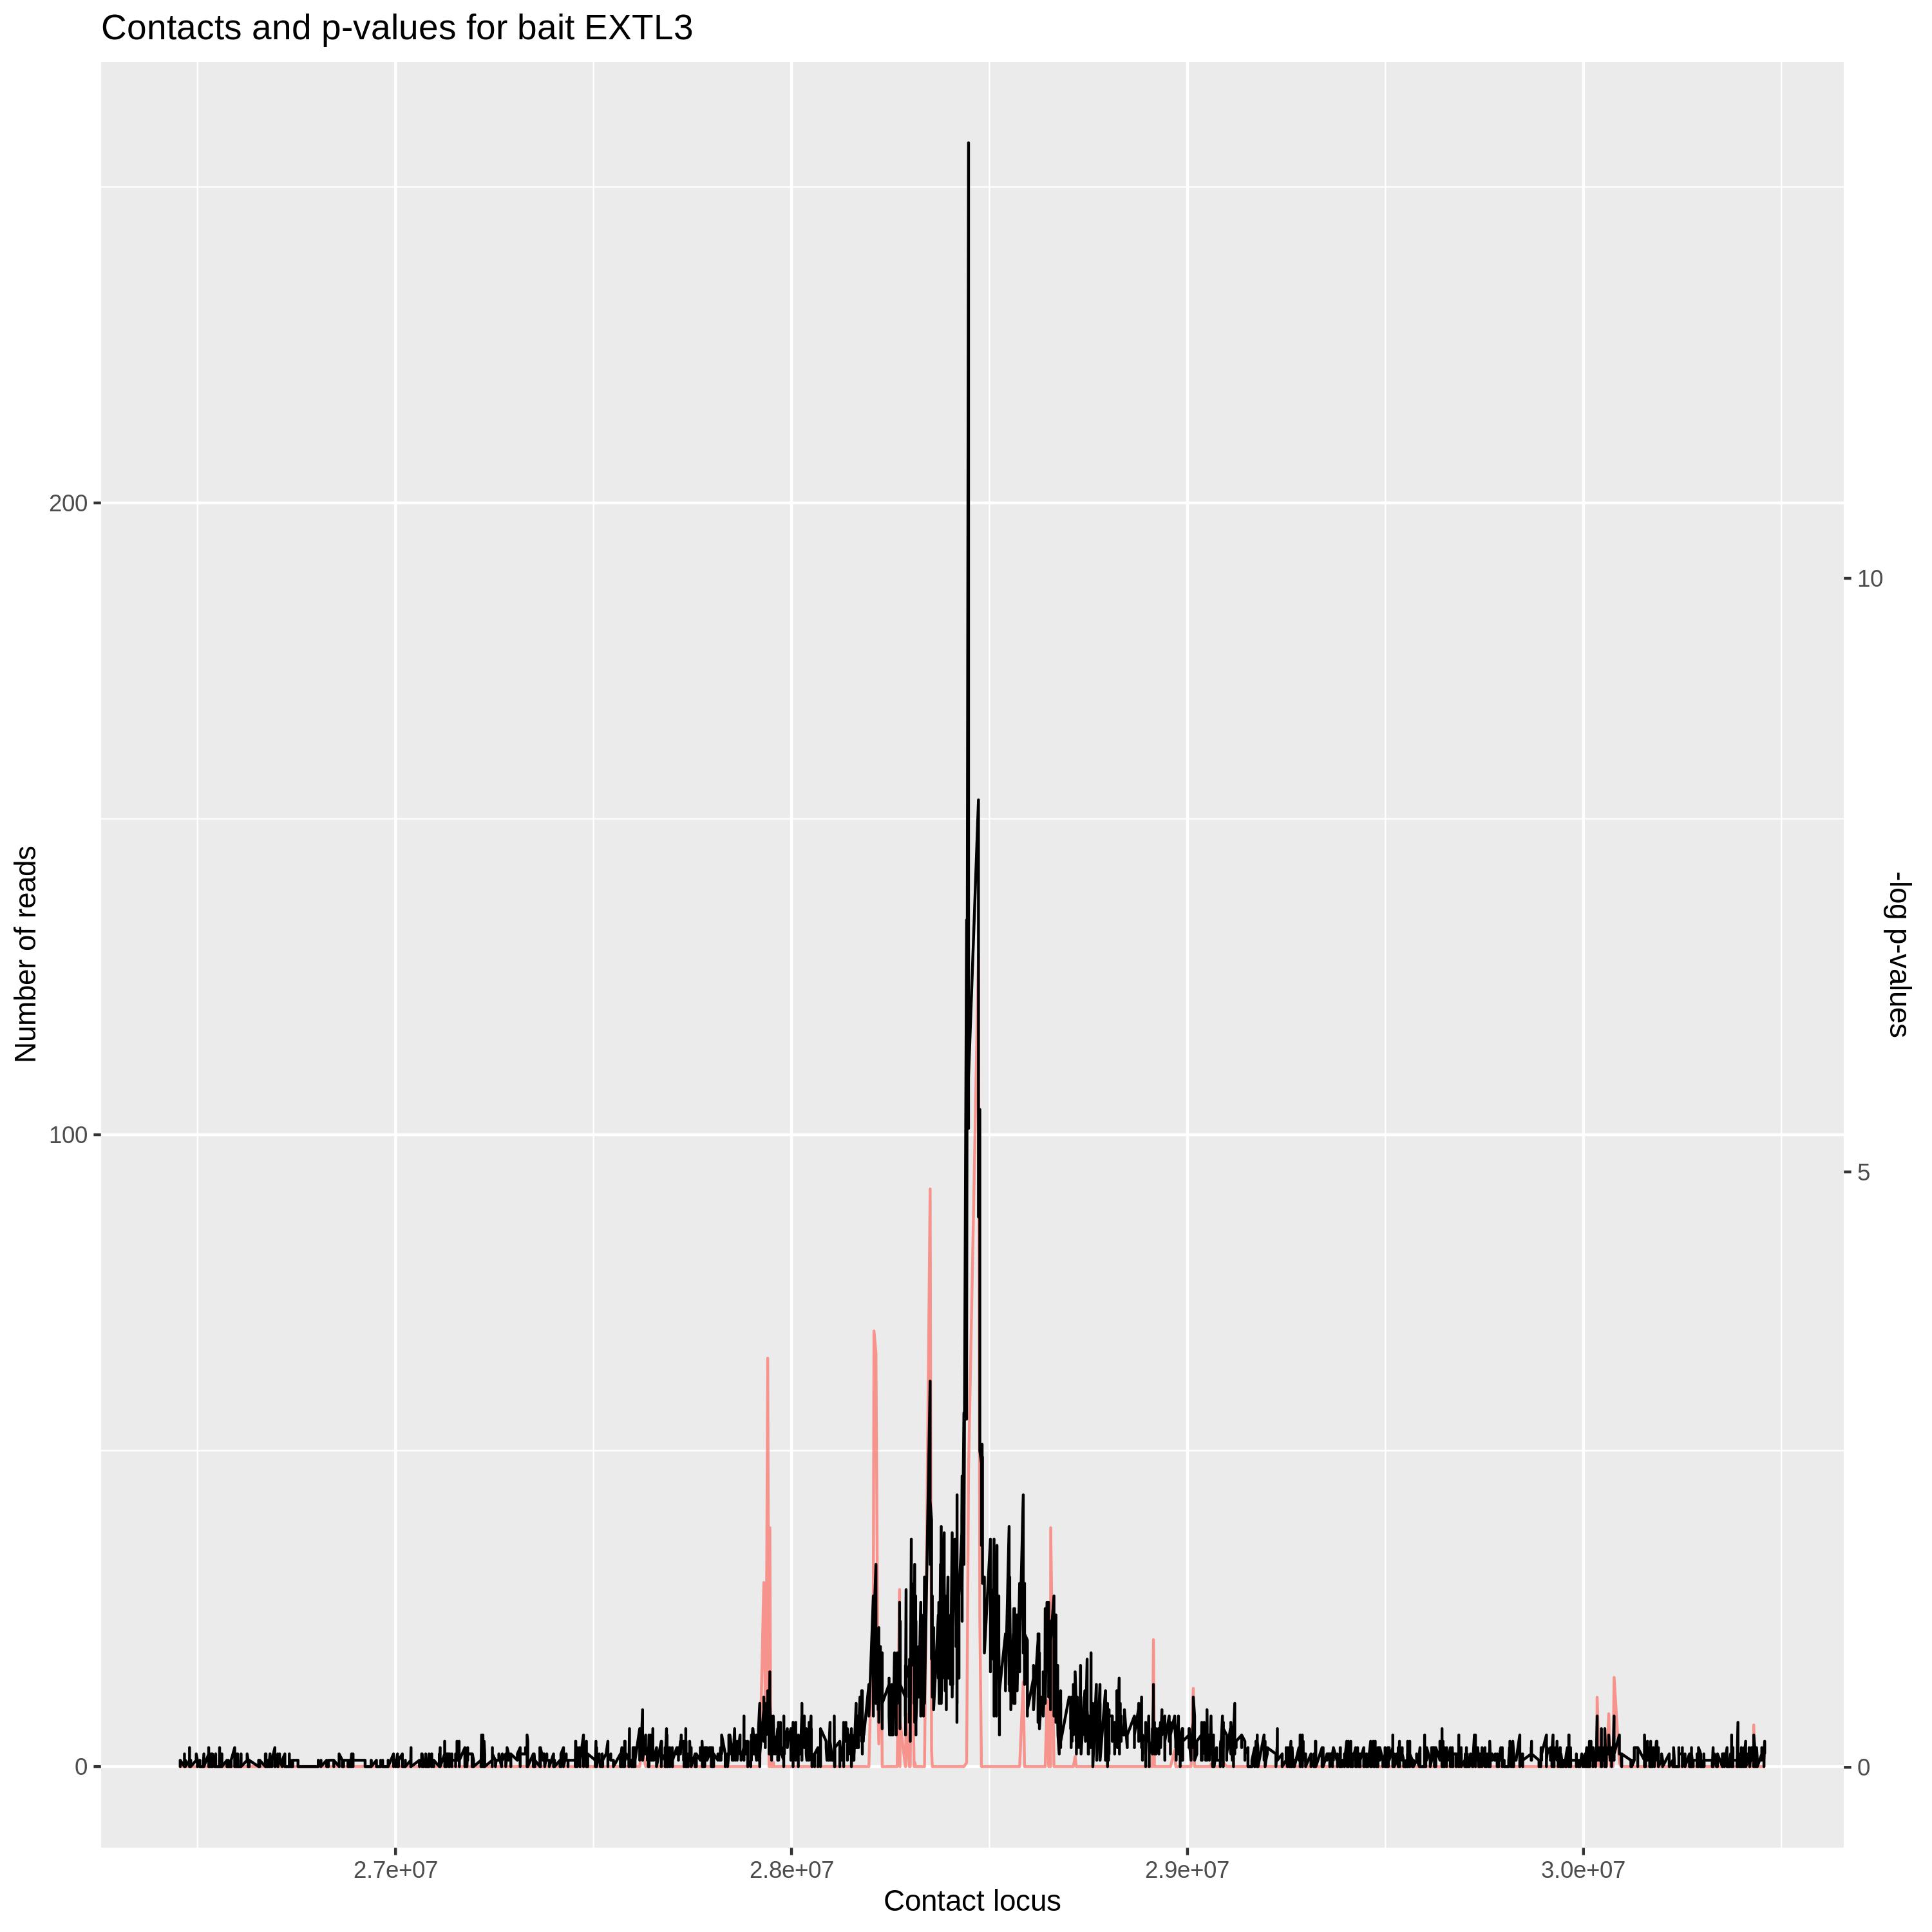 Contacts and p-values for bait EXTL3
200
100
0
Number of reads
10
5
0
-log p-values
2.7e+07 2.8e+07 2.9e+07 3.0e+07
Contact locus